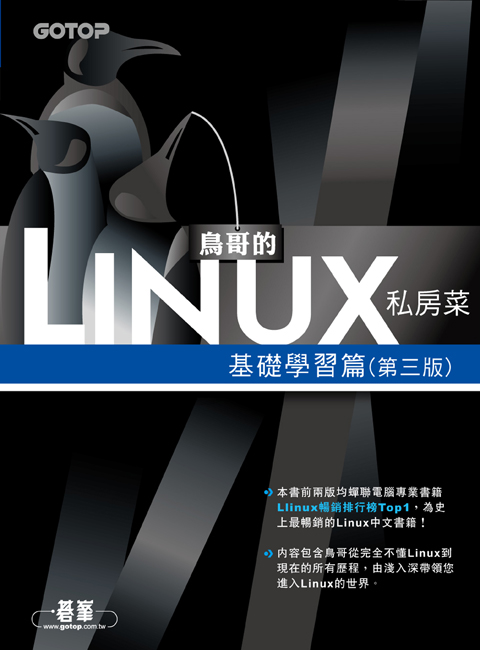 GOTOP
鳥哥的
LINUX
私房菜
基礎學習篇(第三版)
本書前兩版均蟬聯電腦專業書籍
Llinux暢銷排行榜Top1,為史
上最暢銷的Linux中文書籍!
內容包含鳥哥從完全不懂Linux到
現在的所有歷程,由淺入深帶領您
進入Linux的世界。
碁峯
www.gotop.com.tw